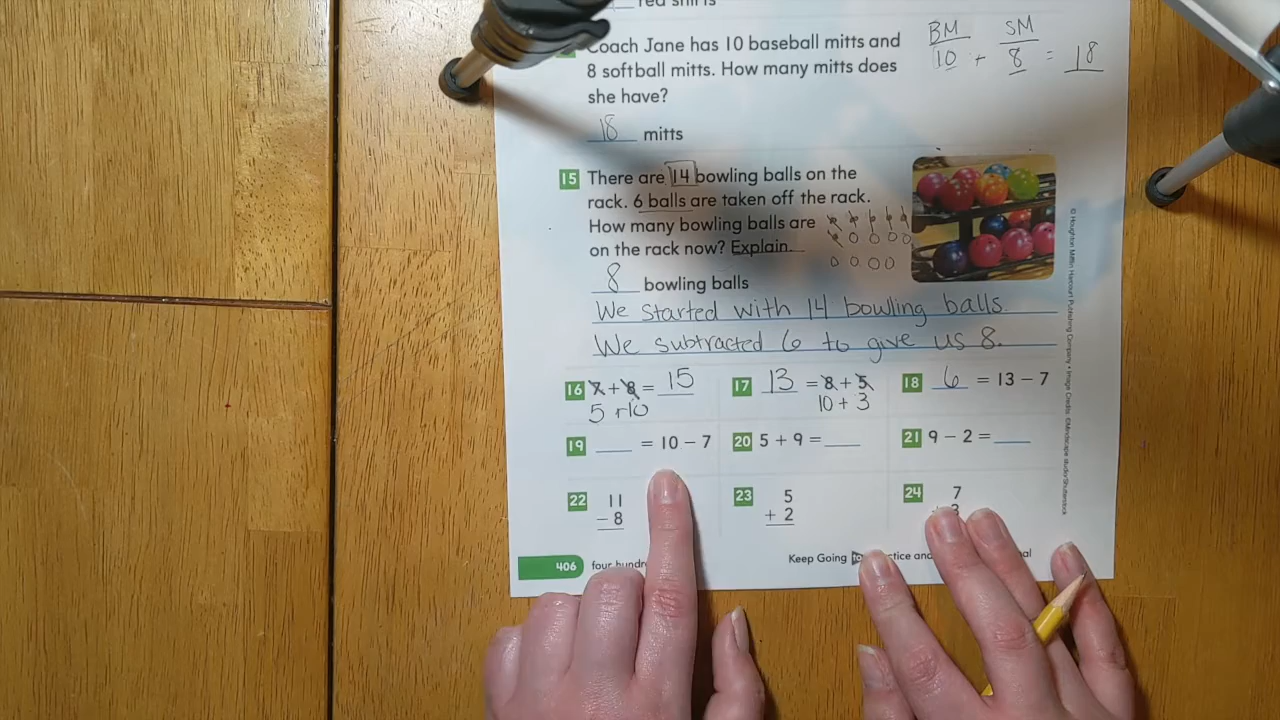 red shirts
Coach Jane has 10 baseball mitts and
8 softball mitts. How many mitts does
she have?
BM SM
10 + 8 = 18
18 mitts
15 There are 14 bowling balls on the
rack. 6 balls are taken off the rack.
How many bowling balls are
on the rack now? Explain.
8 bowling balls
We started with 14 bowling balls.
We subtracted 6 to give us 8.
16 7 + 8 = 15
5 + 10
17 13 = 8 + 5
10 + 3
18 6 = 13 − 7
19 = 10 − 7
20 5 + 9 =
21 9 − 2 =
22 11
− 8
23 5
+ 2
24 7
+ 3
406 four
Keep Going
© Houghton Mifflin Harcourt Publishing Company • Image Credits: ©Mindscape studio/Shutterstock